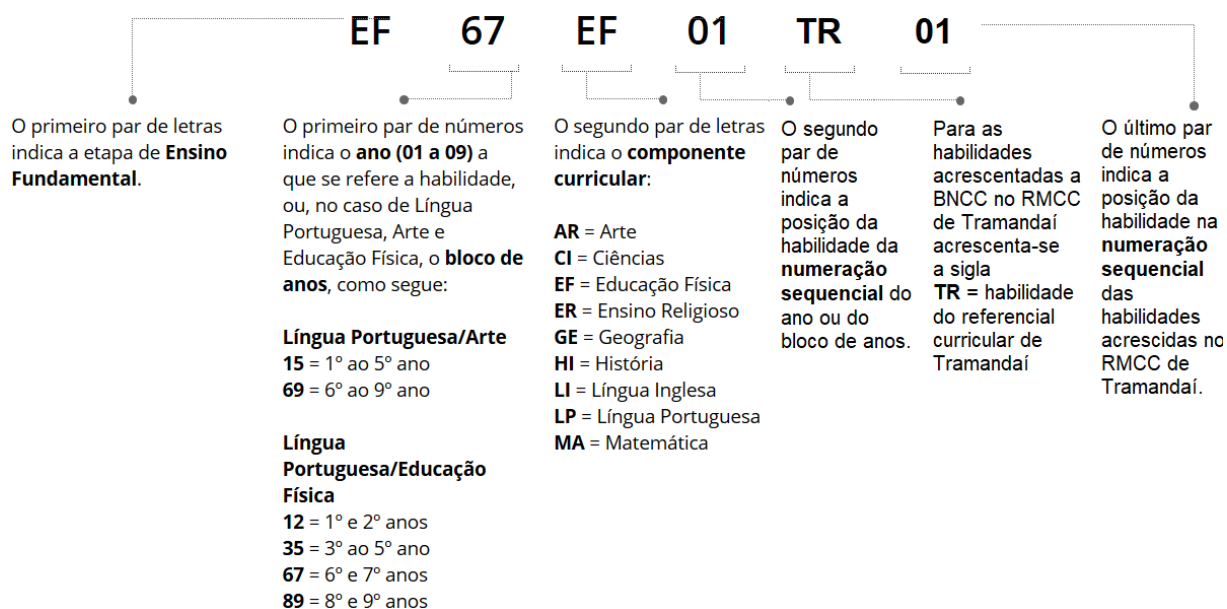 EF 67 EF 01 TR 01
O primeiro par de letras
indica a etapa de Ensino
Fundamental.
O primeiro par de números
indica o ano (01 a 09) a
que se refere a habilidade,
ou, no caso de Língua
Portuguesa, Arte e
Educação Física, o bloco de
anos, como segue:
Língua Portuguesa/Arte
15 = 1º ao 5º ano
69 = 6º ao 9º ano
Língua
Portuguesa/Educação
Física
12 = 1º e 2º anos
35 = 3º ao 5º ano
67 = 6º e 7º anos
89 = 8º e 9º anos
O segundo par de letras
indica o componente
curricular:
AR = Arte
CI = Ciências
EF = Educação Física
ER = Ensino Religioso
GE = Geografia
HI = História
LI = Língua Inglesa
LP = Língua Portuguesa
MA = Matemática
O segundo
par de
números
indica a
posição da
habilidade da
numeração
sequencial do
ano ou do
bloco de anos.
Para as
habilidades
acrescentadas a
BNCC no RMCC
de Tramandaí
acrescenta-se
a sigla
TR = habilidade
do referencial
curricular de
Tramandaí
O último par
de números
indica a
posição da
habilidade na
numeração
sequencial
das
habilidades
acrescidas no
RMCC de
Tramandaí.